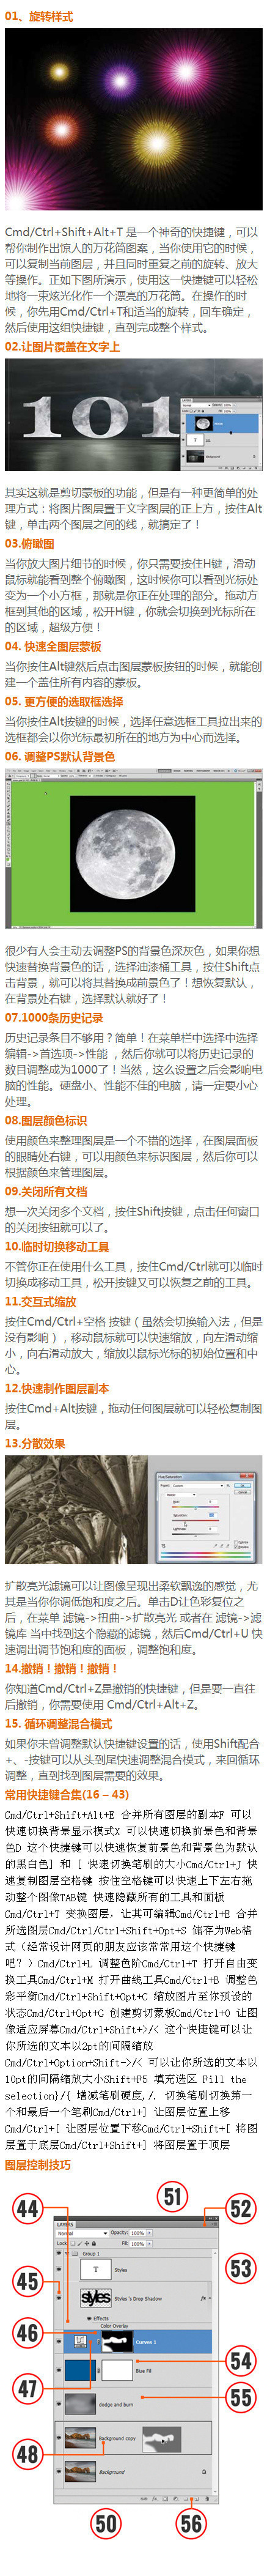 01、旋转样式
Cmd/Ctrl+Shift+Alt+T 是一个神奇的快捷键，可以
帮你制作出惊人的万花筒图案，当你使用它的时候，
可以复制当前图层，并且同时重复之前的旋转、放大
等操作。正如下图所演示，使用这一快捷键可以轻松
地将一束炫光化作一个漂亮的万花筒。在操作的时
候，你先用Cmd/Ctrl+T和适当的旋转，回车确定，
然后使用这组快捷键，直到完成整个样式。
02.让图片覆盖在文字上
101
其实这就是剪切蒙板的功能，但是有一种更简单的处
理方式：将图片图层置于文字图层的正上方，按住Alt
键，单击两个图层之间的线，就搞定了！
03.俯瞰图
当你放大图片细节的时候，你只需要按住H键，滑动
鼠标就能看到整个俯瞰图，这时候你可以看到光标处
变为一个小方框，那就是你正在处理的部分。拖动方
框到其他的区域，松开H键，你就会切换到光标所在
的区域，超级方便！
04. 快速全图层蒙板
当你按住Alt键然后点击图层蒙板按钮的时候，就能创
建一个盖住所有内容的蒙板。
05. 更方便的选取框选择
当你按住Alt按键的时候，选择任意选框工具拉出来的
选框都会以你光标最初所在的地方为中心而选择。
06. 调整PS默认背景色
很少有人会主动去调整PS的背景色深灰色，如果你想
快速替换背景色的话，选择油漆桶工具，按住Shift点
击背景，就可以将其替换成前景色了！想恢复默认，
在背景处右键，选择默认就好了！
07.1000条历史记录
历史记录条目不够用？简单！在菜单栏中选择中选择
编辑->首选项->性能 ，然后你就可以将历史记录的
数目调整成为1000了！当然，这么设置之后会影响电
脑的性能。硬盘小、性能不佳的电脑，请一定要小心
处理。
08.图层颜色标识
使用颜色来整理图层是一个不错的选择，在图层面板
的眼睛处右键，可以用颜色来标识图层，然后你可以
根据颜色来管理图层。
09.关闭所有文档
想一次关闭多个文档，按住Shift按键，点击任何窗口
的关闭按钮就可以了。
10.临时切换移动工具
不管你正在使用什么工具，按住Cmd/Ctrl就可以临时
切换成移动工具，松开按键又可以恢复之前的工具。
11.交互式缩放
按住Cmd/Ctrl+空格 按键（虽然会切换输入法，但是
没有影响），移动鼠标就可以快速缩放，向左滑动缩
小，向右滑动放大，缩放以鼠标光标的初始位置和中
心。
12.快速制作图层副本
按住Cmd+Alt按键，拖动任何图层就可以轻松复制图
层。
13.分散效果
扩散亮光滤镜可以让图像呈现出柔软飘逸的感觉，尤
其是当你你调低饱和度之后。单击D让色彩复位之
后，在菜单 滤镜->扭曲->扩散亮光 或者在 滤镜->滤
镜库 当中找到这个隐藏的滤镜，然后Cmd/Ctrl+U 快
速调出调节饱和度的面板，调整饱和度。
14.撤销！撤销！撤销！
你知道Cmd/Ctrl+Z是撤销的快捷键，但是要一直往
后撤销，你需要使用 Cmd/Ctrl+Alt+Z。
15. 循环调整混合模式
如果你未曾调整默认快捷键设置的话，使用Shift配合
+、-按键可以从头到尾快速调整混合模式，来回循环
调整，直到找到图层需要的效果。
常用快捷键合集(16 – 43)
Cmd/Ctrl+Shift+Alt+E 合并所有图层的副本F 可以
快速切换背景显示模式X 可以快速切换前景色和背景
色D 这个快捷键可以快速恢复前景色和背景色为默认
的黑白色] 和 [ 快速切换笔刷的大小Cmd/Ctrl+J 快
速复制图层空格键 按住空格键可以快速上下左右拖
动整个图像TAB键 快速隐藏所有的工具和面板
Cmd/Ctrl+T 变换图层，让其可编辑Cmd/Ctrl+E 合并
所选图层Cmd/Ctrl/Ctrl+Shift+Opt+S 储存为Web格
式（经常设计网页的朋友应该常常用这个快捷键
吧？）Cmd/Ctrl+L 调整色阶Cmd/Ctrl+T 打开自由变
换工具Cmd/Ctrl+M 打开曲线工具Cmd/Ctrl+B 调整色
彩平衡Cmd/Ctrl+Shift+Opt+C 缩放图片至你预设的
状态Cmd/Ctrl+Opt+G 创建剪切蒙板Cmd/Ctrl+0 让图
像适应屏幕Cmd/Ctrl+Shift+>/< 这个快捷键可以让
你所选的文本以2pt的间隔缩放
Cmd/Ctrl+Option+Shift->/< 可以让你所选的文本以
10pt的间隔缩放大小Shift+F5 填充选区 Fill the
selection}/{ 增减笔刷硬度,/. 切换笔刷切换第一
个和最后一个笔刷Cmd/Ctrl+] 让图层位置上移
Cmd/Ctrl+[ 让图层位置下移Cmd/Ctrl+Shift+[ 将图
层置于底层Cmd/Ctrl+Shift+] 将图层置于顶层
图层控制技巧
51
44
52
LAYERS
Normal
Opacity: 100%
Lock:
Fill: 100%
53
Group 1
T Styles
45
styles Styles 's Drop Shadow fx
Effects
Color Overlay
46
Curves 1
54
47
Blue Fill
55
dodge and burn
48
Background copy
Background
50
56